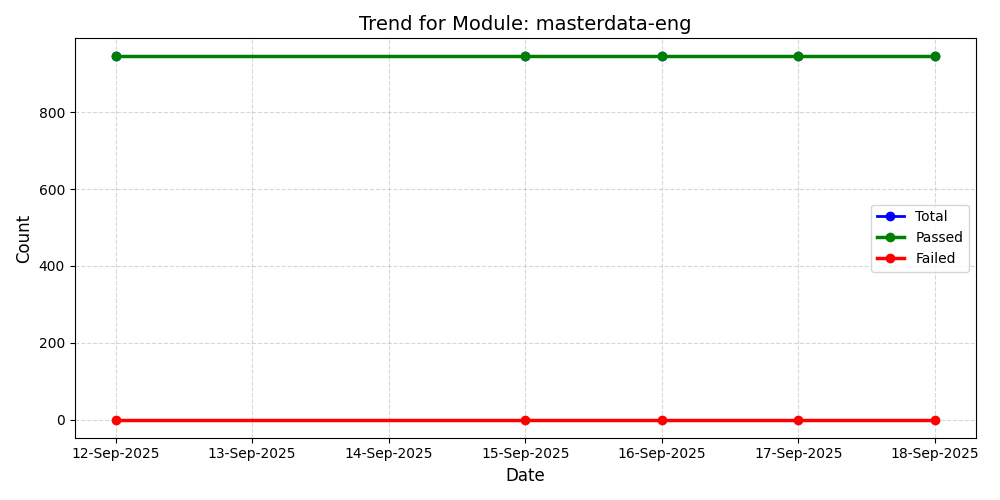 Trend for Module: masterdata-eng
Count
800
600
400
200
0
Total
Passed
Failed
12-Sep-2025 13-Sep-2025 14-Sep-2025 15-Sep-2025 16-Sep-2025 17-Sep-2025 18-Sep-2025
Date